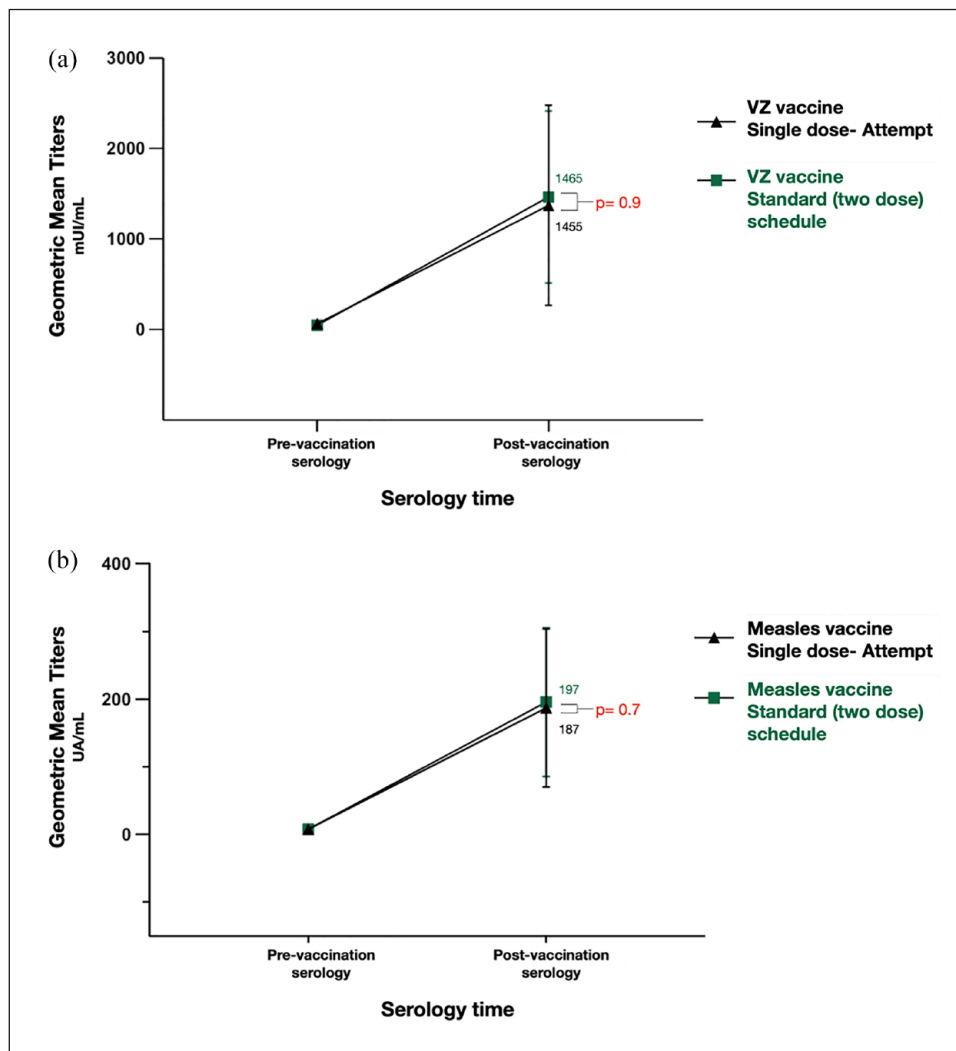 (a)
3000
2000
1000
0
Geometric Mean Titers
mUI/mL
1465
p= 0.9
1455
VZ vaccine
Single dose- Attempt
VZ vaccine
Standard (two dose)
schedule
Pre-vaccination
serology
Post-vaccination
serology
Serology time
(b)
400
200
0
Geometric Mean Titers
UA/mL
197
p= 0.7
187
Measles vaccine
Single dose- Attempt
Measles vaccine
Standard (two dose)
schedule
Pre-vaccination
serology
Post-vaccination
serology
Serology time